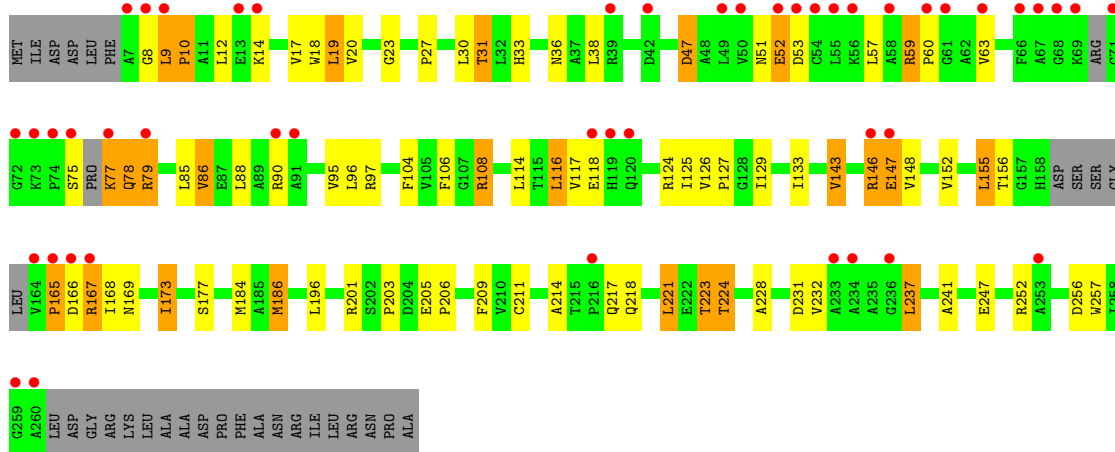 MET ILE ASP ASP LEU PHE A7 G8 L9 P10 A11 L12 E13 K14 V17 W18 L19 V20 G23 P27 L30 T31 L32 H33 N36 A37 L38 R39 D42 D47 A48 L49 V50 N51 E52 D53 C54 L55 K56 L57 A58 R59 P60 G61 A62 V63 F66 A67 G68 K69 ARG G71
G72 K73 P74 S75 PRO K77 Q78 R79 L85 V86 E87 L88 A89 R90 A91 V95 L96 R97 F104 V105 F106 G107 R108 L114 T115 L116 V117 E118 H119 Q120 R124 I125 V126 P127 G128 I129 I133 V143 R146 E147 V148 V152 L155 T156 G157 H158 ASP SER SER GLY
LEU V164 P165 D166 R167 I168 N169 I173 S177 M184 A185 M186 L196 R201 S202 P203 D204 E205 P206 F209 V210 C211 A214 T215 P216 Q217 Q218 L221 E222 T223 T224 A228 D231 V232 A233 A234 A235 G236 L237 A241 E247 R252 A253 D256 W257 I258
G259 A260 LEU ASP GLY ARG LYS LEU ALA ALA ASP PRO PHE ALA ASN ARG ILE LEU ARG ASN PRO ALA